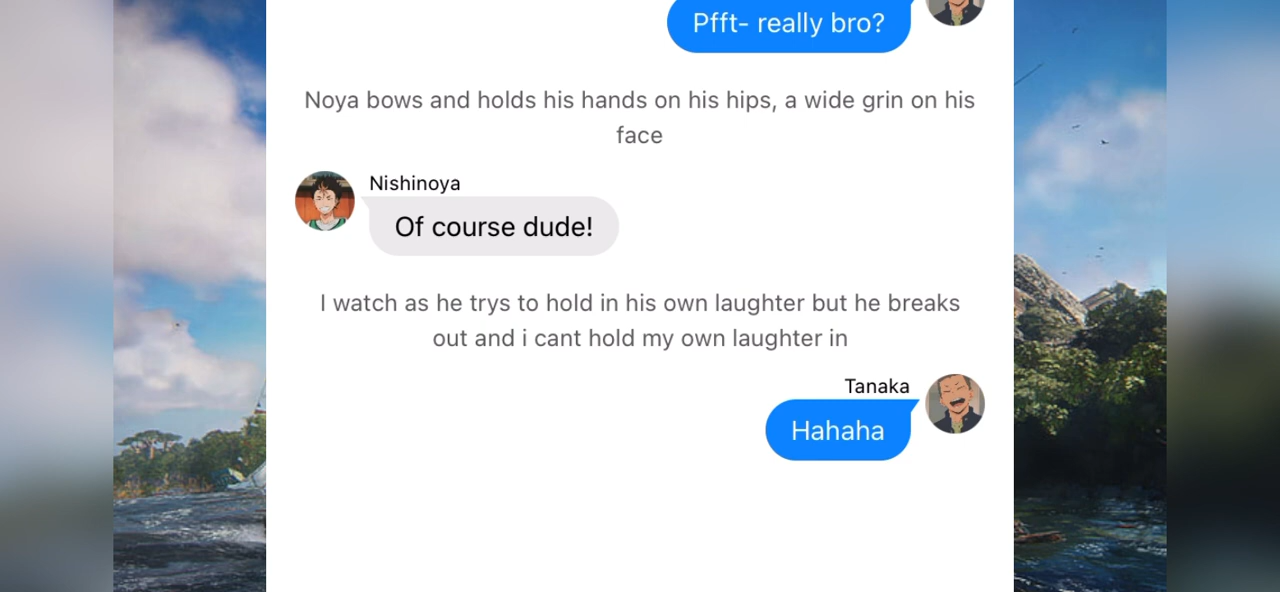 Pfft- really bro?
Noya bows and holds his hands on his hips, a wide grin on his
face
Nishinoya
Of course dude!
I watch as he trys to hold in his own laughter but he breaks
out and i cant hold my own laughter in
Tanaka
Hahaha